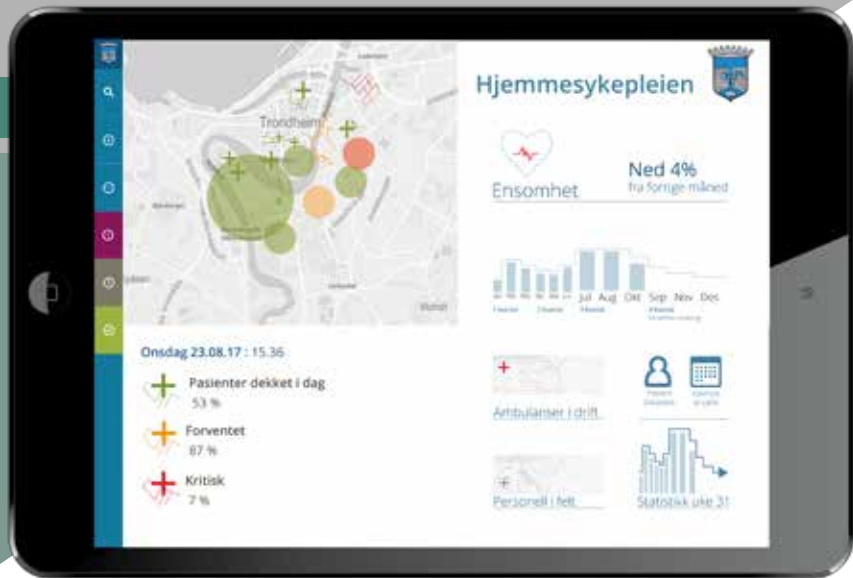 Trondheim
Hjemmesykepleien
Ensomhet
Ned 4%
fra forrige måned
Jul Aug Okt Sep Nov Des
Onsdag 23.08.17 : 15.36
Pasienter dekket i dag
53 %
Forventet
87 %
Kritisk
7 %
Ambulanser i drift
Personell i felt
Statistikk uke 31